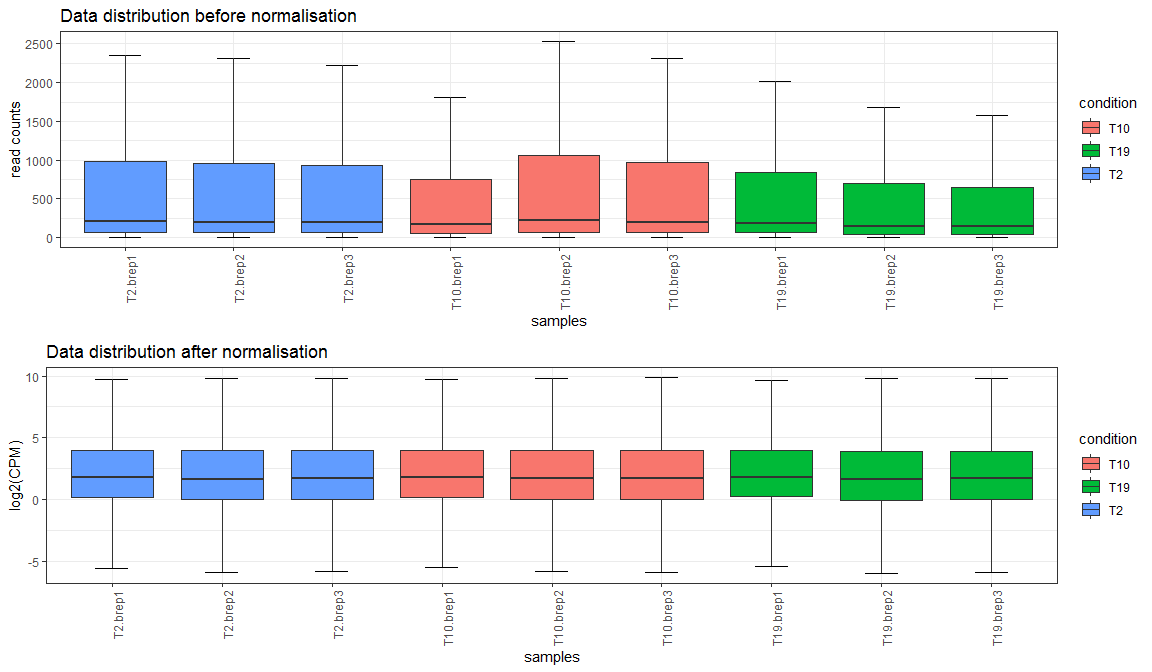 Data distribution before normalisation
read counts
2500
2000
1500
1000
500
0
T2.brep1
T2.brep2
T2.brep3
T10.brep1
T10.brep2
T10.brep3
T19.brep1
T19.brep2
T19.brep3
samples
condition
T10
T19
T2
Data distribution after normalisation
log2(CPM)
10
5
0
-5
T2.brep1
T2.brep2
T2.brep3
T10.brep1
T10.brep2
T10.brep3
T19.brep1
T19.brep2
T19.brep3
samples
condition
T10
T19
T2